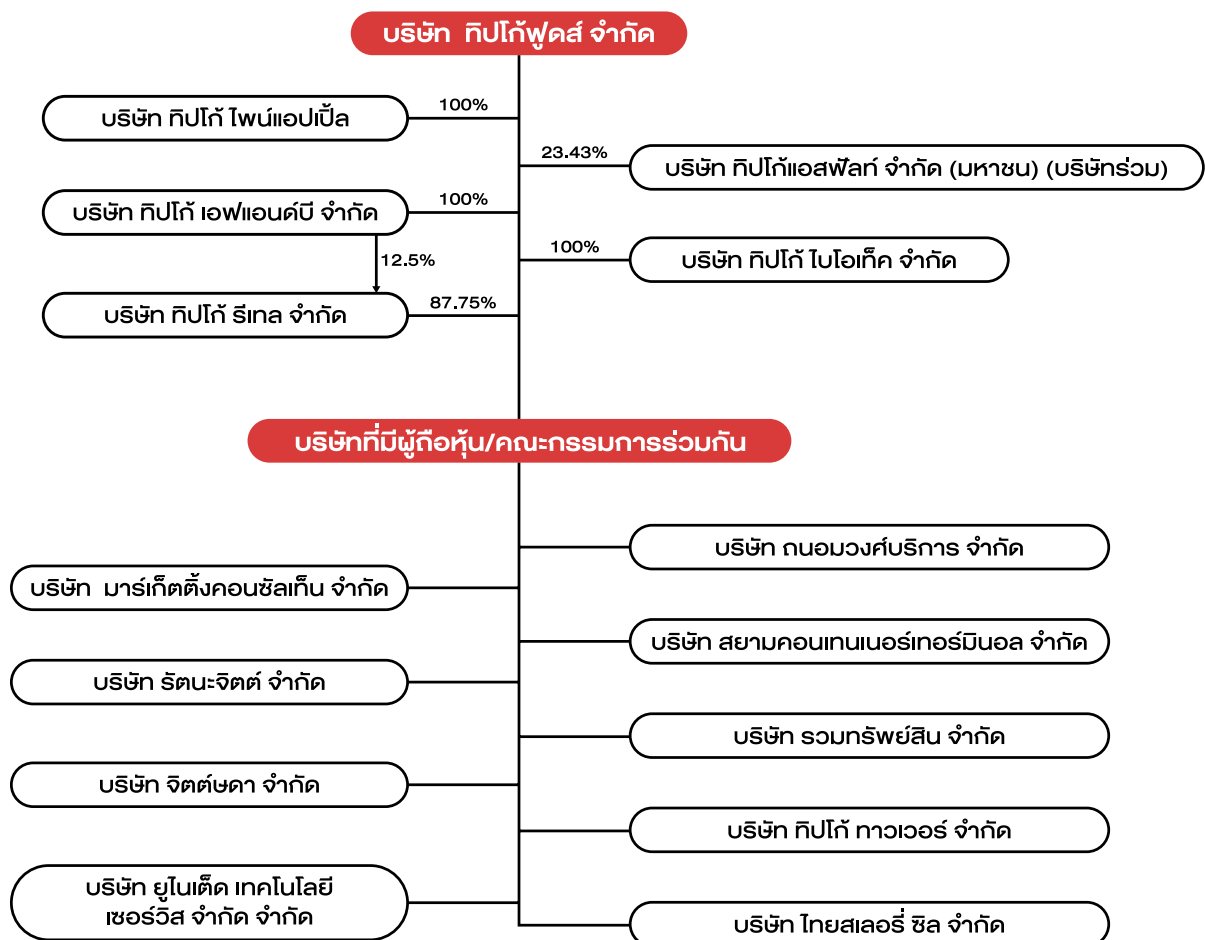 บริษัท ทิปโก้ฟูดส์ จำกัด
บริษัท ทิปโก้ ไพน์แอปเปิ้ล
100%
23.43%
บริษัท ทิปโก้แอสฟัลท์ จำกัด (มหาชน) (บริษัทร่วม)
บริษัท ทิปโก้ เอฟแอนด์บี จำกัด
100%
12.5%
100%
บริษัท ทิปโก้ ไบโอเท็ค จำกัด
บริษัท ทิปโก้ รีเทล จำกัด
87.75%
บริษัทที่มีผู้ถือหุ้น/คณะกรรมการร่วมกัน
บริษัท ถนอมวงศ์บริการ จำกัด
บริษัท มาร์เก็ตติ้งคอนซัลเท็น จำกัด
บริษัท สยามคอนเทนเนอร์เทอร์มินอล จำกัด
บริษัท รัตนะจิตต์ จำกัด
บริษัท รวมทรัพย์สิน จำกัด
บริษัท จิตต์ษดา จำกัด
บริษัท ทิปโก้ ทาวเวอร์ จำกัด
บริษัท ยูไนเต็ด เทคโนโลยี
เซอร์วิส จำกัด จำกัด
บริษัท ไทยสเลอรี่ ซิล จำกัด